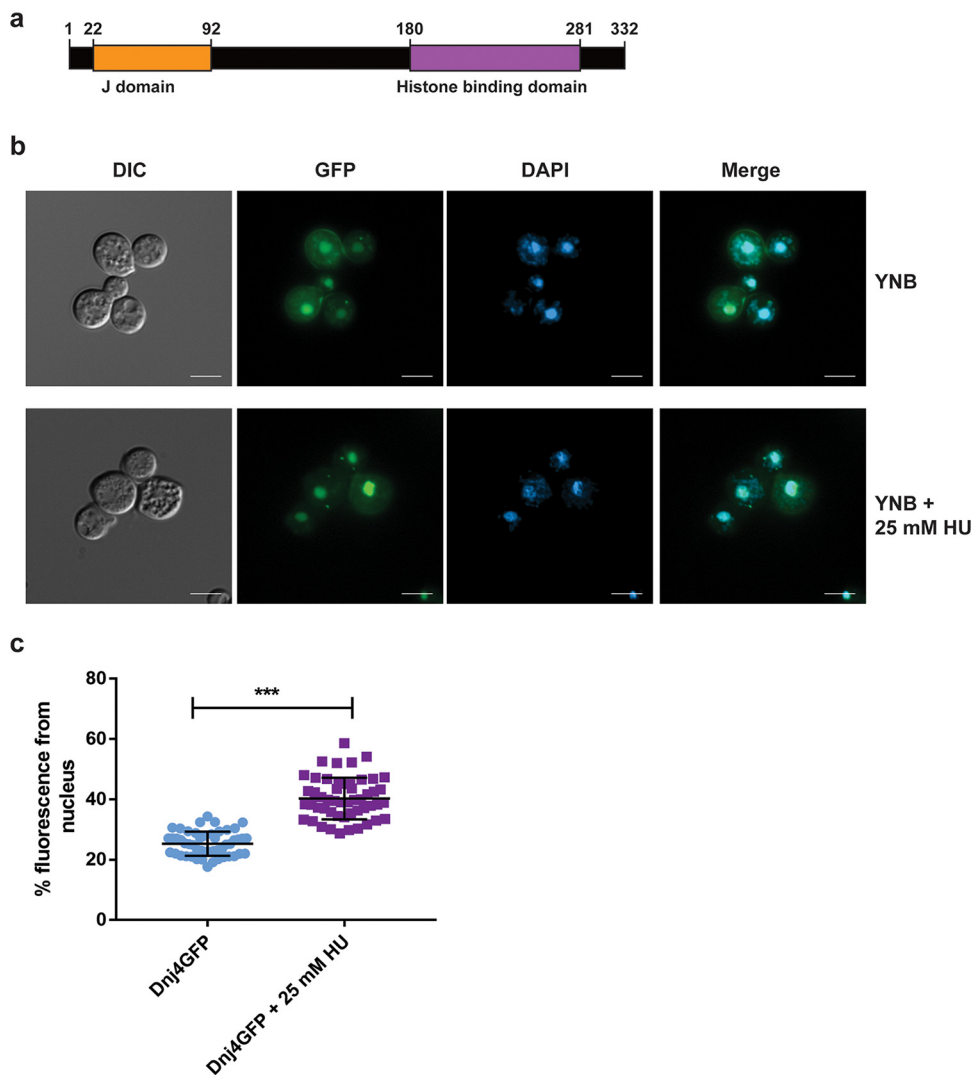 a
1 22 92 180 281 332
J domain Histone binding domain
b
DIC GFP DAPI Merge
YNB
YNB +
25 mM HU
c
80
60
40
20
0
% fluorescence from
nucleus
***
Dnj4GFP
Dnj4GFP + 25 mM HU